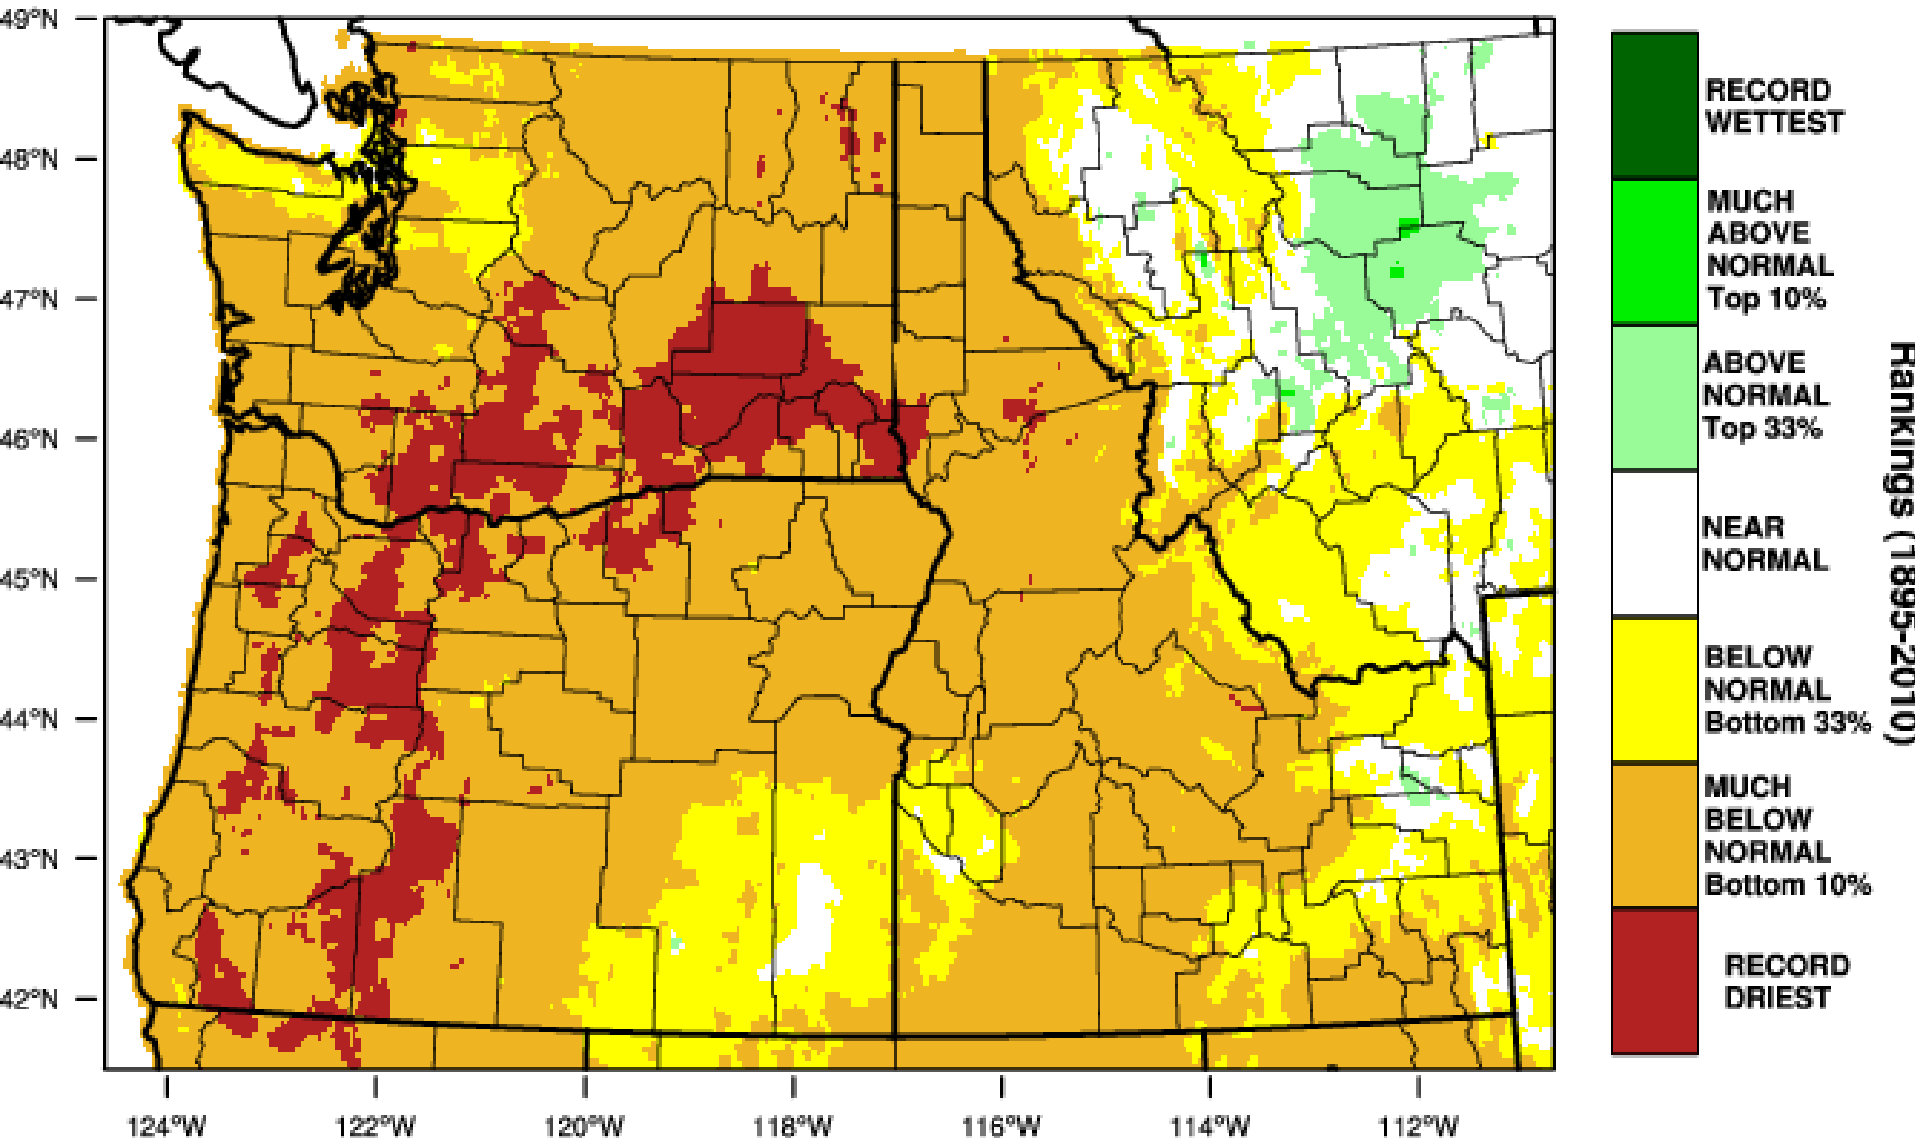 49°N
48°N
47°N
46°N
45°N
44°N
43°N
42°N
124°W
122°W
120°W
118°W
116°W
114°W
112°W
RECORD
WETTEST
MUCH
ABOVE
NORMAL
Top 10%
ABOVE
NORMAL
Top 33%
NEAR
NORMAL
BELOW
NORMAL
Bottom 33%
MUCH
BELOW
NORMAL
Bottom 10%
RECORD
DRIEST
Rankings (1895-2010)